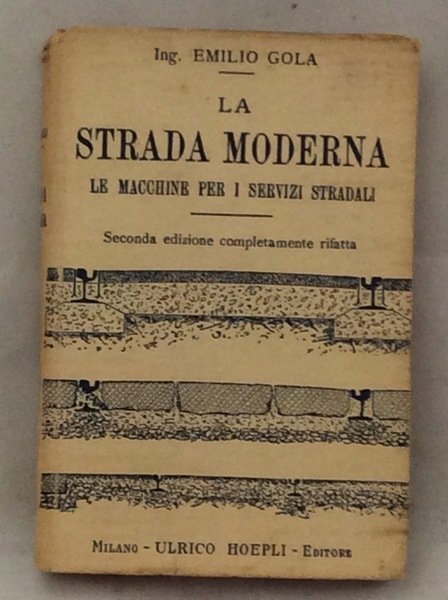 Ing. EMILIO GOLA
LA
STRADA MODERNA
LE MACCHINE PER I SERVIZI STRADALI
Seconda edizione completamente rifatta
MILANO - ULRICO HOEPLI - EDITORE